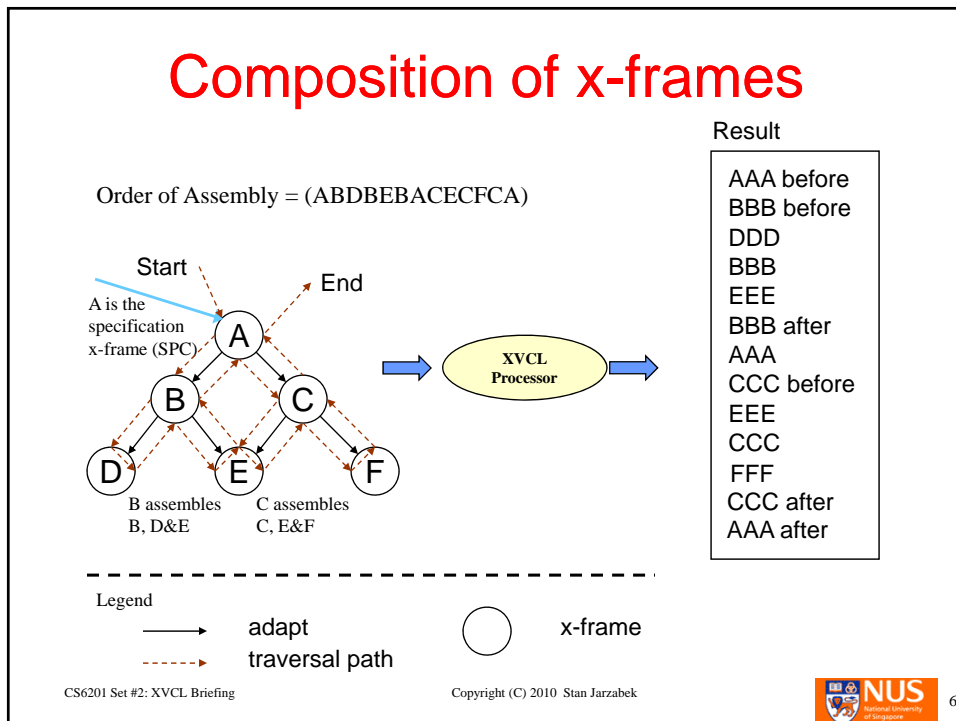 Composition of x-frames
Result
Order of Assembly = (ABDBEBACECFCA)
AAA before
BBB before
DDD
BBB
EEE
BBB after
AAA
CCC before
EEE
CCC
FFF
CCC after
AAA after
Start
End
A is the
specification
x-frame (SPC)
A
B
C
D
E
F
XVCL
Processor
B assembles
B, D&E
C assembles
C, E&F
Legend
adapt
x-frame
traversal path
CS6201 Set #2: XVCL Briefing
Copyright (C) 2010 Stan Jarzabek
NUS
National University
of Singapore
6